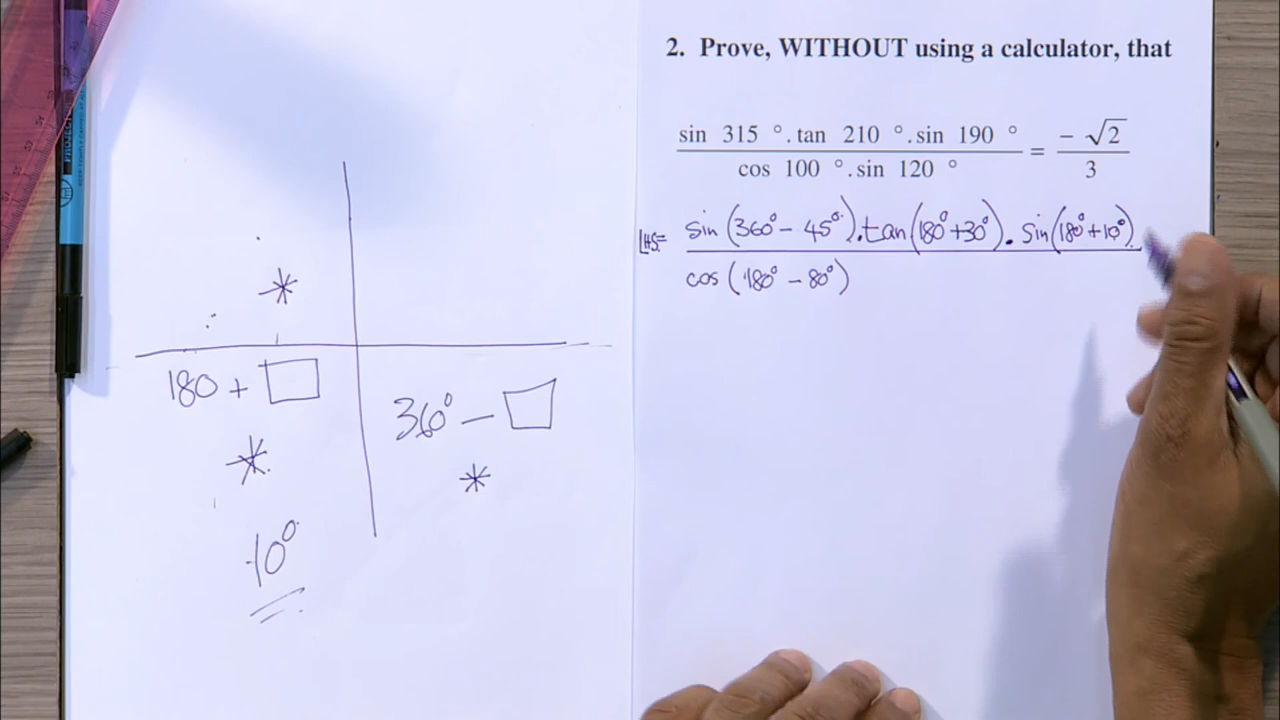 2. Prove, WITHOUT using a calculator, that
sin 315 °.tan 210 °.sin 190 ° / cos 100 °.sin 120 ° = -√2 / 3
LHS= sin(360°-45°).tan(180°+30°).sin(180°+10°)
cos(180°-80°)
180 + □
360° - □
10°
PROJECT